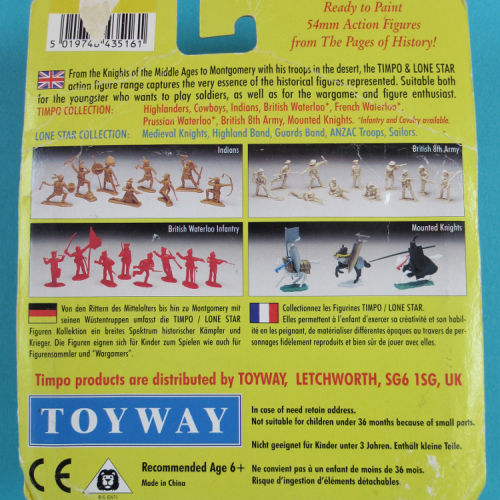 5 019748 435161
Ready to Paint
54mm Action Figures
from The Pages of History!
From the Knights of the Middle Ages to Montgomery with his troops in the desert, the TIMPO & LONE STAR
action figure range captures the very essence of the historical figures represented. Suitable both
for the youngster who wants to play soldiers, as well as for the wargamer and figure enthusiast.
TIMPO COLLECTION: Highlanders, Cowboys, Indians, British Waterloo*, French Waterloo*.
Prussian Waterloo*, British 8th Army, Mounted Knights. *Infantry and Cavalry available.
LONE STAR COLLECTION: Medieval Knights, Highland Band, Guards Band, ANZAC Troops, Sailors.
Indians
British 8th Army
British Waterloo Infantry
Mounted Knights
Von den Rittern des Mittelolters bis hin zu Montgomery mit
seinen Wüstentruppen umfasst die TIMPO / LONE STAR
Figuren Kollektion ein breites Spektrum historischer Kämpfer und
Krieger. Die Figuren eignen sich für Kinder zum Spielen wie auch für
Figurensammler und "Wargamers".
Collectionnez les Figurines TIMPO / LONE STAR.
Elles permettent à l'enfant d'exercer sa créativité et son habit-
ité en les peignant, de matérialiser différentes époques au travers de per-
sonnages fidèlement reproduits et bien sûr de jouer avec elles.
Timpo products are distributed by TOYWAY, LETCHWORTH, SG6 1SG, UK
TOYWAY
In case of need retain address.
Not suitable for children under 36 months because of small parts.
Nicht geeignet für Kinder unter 3 Jahren. Enthält kleine Teile.
CE
Recommended Age 6+
Made in China
Ne convient pas à un enfant de moins de 36 mois.
Risque d'ingestion d'éléments détachables.